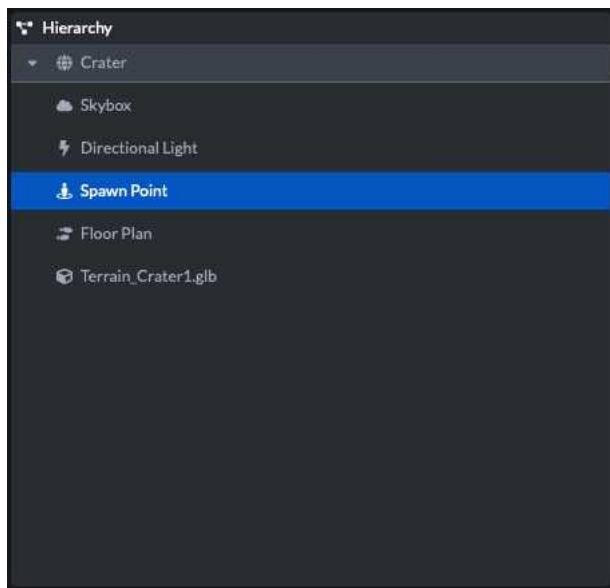 Hierarchy
Crater
Skybox
Directional Light
Spawn Point
Floor Plan
Terrain_Crater1.glb